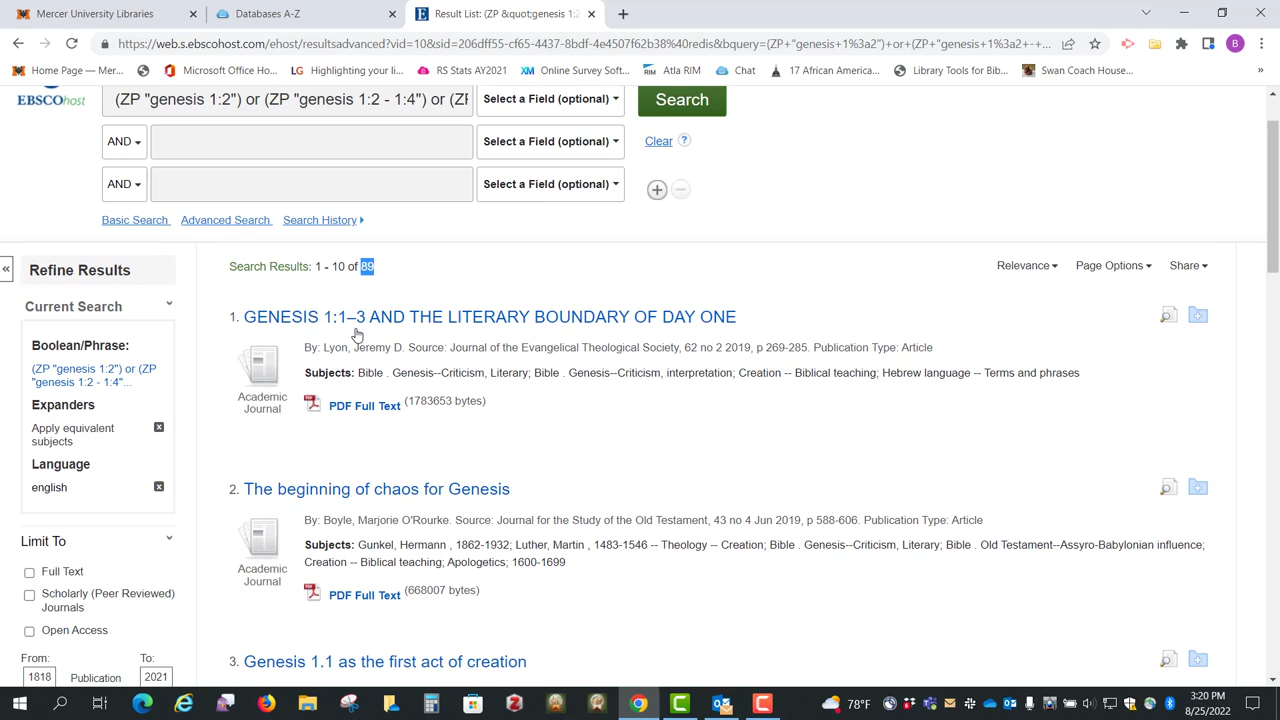 Mercer University Libraries
Databases A-Z
Result List: (ZP &quot;genesis 1:2
https://web.s.ebscohost.com/ehost/resultsadvanced?vid=10&sid=206dff55-f65c-4437-8bdf-4e4507f62b38%40redis&bquery=(ZP+"genesis+1%3a2")+or+(ZP+"genesis+1%3a2+-+...
B
Home Page — Mer...
Microsoft Office Ho...
LG Highlighting your li...
RS Stats AY2021
XM Online Survey Sof...
RIM Atla RIM
Chat
17 African America...
Library Tools for Bib...
Swan Coach House...
»
EBSCOhost
(ZP "genesis 1:2") or (ZP "genesis 1:2 - 1:4") or (ZF
Select a Field (optional)
Search
AND
Select a Field (optional)
Clear ?
AND
Select a Field (optional)
Basic Search Advanced Search Search History
« Refine Results
Search Results: 1 - 10 of 89
Relevance Page Options Share
Current Search
Boolean/Phrase:
(ZP "genesis 1:2") or (ZP
"genesis 1:2 - 1:4"...
Expanders
Apply equivalent
subjects
Language
english
Limit To
Full Text
Scholarly (Peer Reviewed)
Journals
Open Access
From: To:
1818 Publication 2021
1. GENESIS 1:1–3 AND THE LITERARY BOUNDARY OF DAY ONE
By: Lyon, Jeremy D. Source: Journal of the Evangelical Theological Society, 62 no 2 2019, p 269-285. Publication Type: Article
Subjects: Bible . Genesis--Criticism, Literary; Bible . Genesis--Criticism, interpretation; Creation -- Biblical teaching; Hebrew language -- Terms and phrases
Academic
Journal
PDF Full Text (1783653 bytes)
2. The beginning of chaos for Genesis
By: Boyle, Marjorie O'Rourke. Source: Journal for the Study of the Old Testament, 43 no 4 Jun 2019, p 588-606. Publication Type: Article
Subjects: Gunkel, Hermann , 1862-1932; Luther, Martin , 1483-1546 -- Theology -- Creation; Bible . Genesis--Criticism, Literary; Bible . Old Testament--Assyro-Babylonian influence;
Creation -- Biblical teaching; Apologetics; 1600-1699
Academic
Journal
PDF Full Text (668007 bytes)
3. Genesis 1.1 as the first act of creation
78°F
3:20 PM
8/25/2022